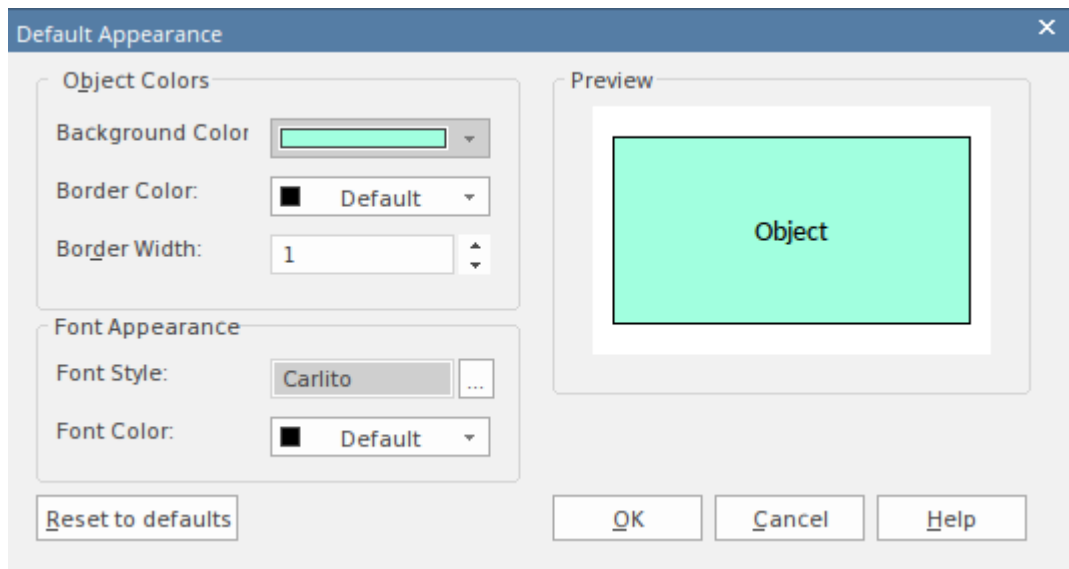 Default Appearance
Object Colors
Background Color
Border Color:
Default
Border Width:
1
Font Appearance
Font Style:
Carlito
...
Font Color:
Default
Preview
Object
Reset to defaults
OK
Cancel
Help